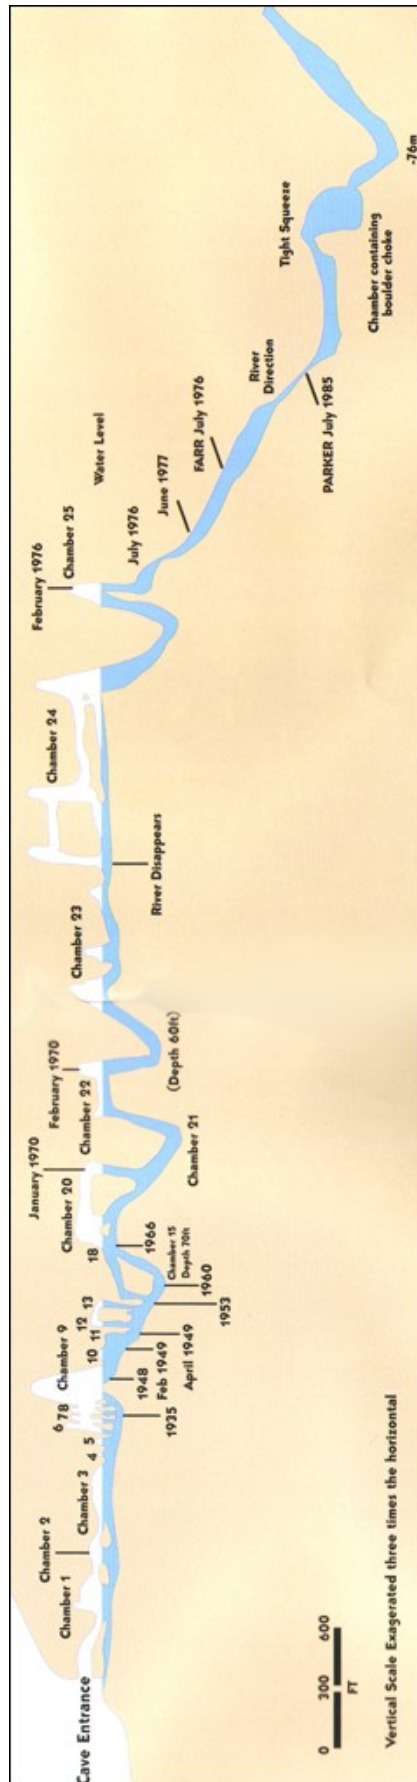 Cave Entrance
Chamber 1
Chamber 2
Chamber 3
4 5
6 7 8
Chamber 9
10 11 12 13
18
Chamber 20
January 1970
Chamber 22
February 1970
Chamber 23
Chamber 24
February 1976
Chamber 25
Water Level
1935
1948
Feb 1949
April 1949
1953
1960
Chamber 15
Depth 70ft
1966
Chamber 21
(Depth 60ft)
River Disappears
July 1976
June 1977
FARR July 1976
River
Direction
PARKER July 1985
Tight Squeeze
Chamber containing
boulder choke
-76m
0 300 600
FT
Vertical Scale Exagerated three times the horizontal